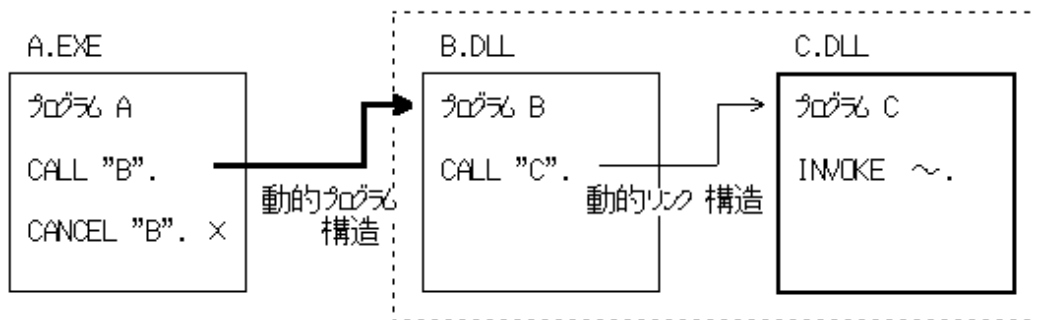 A.EXE
B.DLL
C.DLL
プログラム A
CALL ”B”.
CANCEL ”B”. ×
動的プログラム
構造
プログラム B
CALL ”C”.
動的リンク 構造
プログラム C
INVOKE ～.